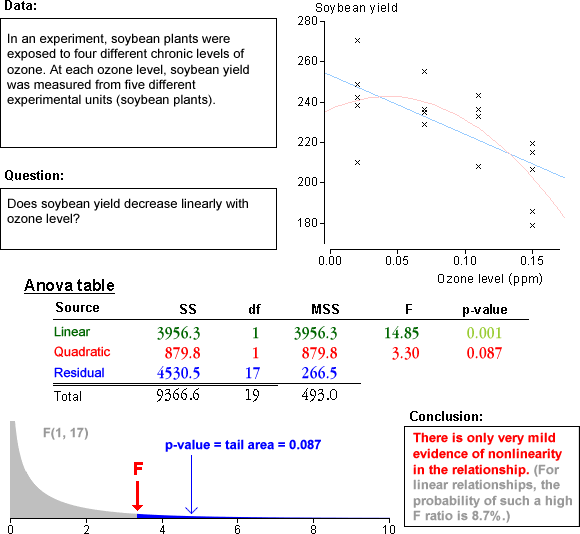 Data:
In an experiment, soybean plants were
exposed to four different chronic levels of
ozone. At each ozone level, soybean yield
was measured from five different
experimental units (soybean plants).
Question:
Does soybean yield decrease linearly with
ozone level?
Soybean yield
280
260
240
220
200
180
0.00 0.05 0.10 0.15
Ozone level (ppm)
Anova table
Source SS df MSS F p-value
Linear 3956.3 1 3956.3 14.85 0.001
Quadratic 879.8 1 879.8 3.30 0.087
Residual 4530.5 17 266.5
Total 9366.6 19 493.0
F(1, 17)
p-value = tail area = 0.087
F
0 2 4 6 8 10
Conclusion:
There is only very mild
evidence of nonlinearity
in the relationship. (For
linear relationships, the
probability of such a high
F ratio is 8.7%.)